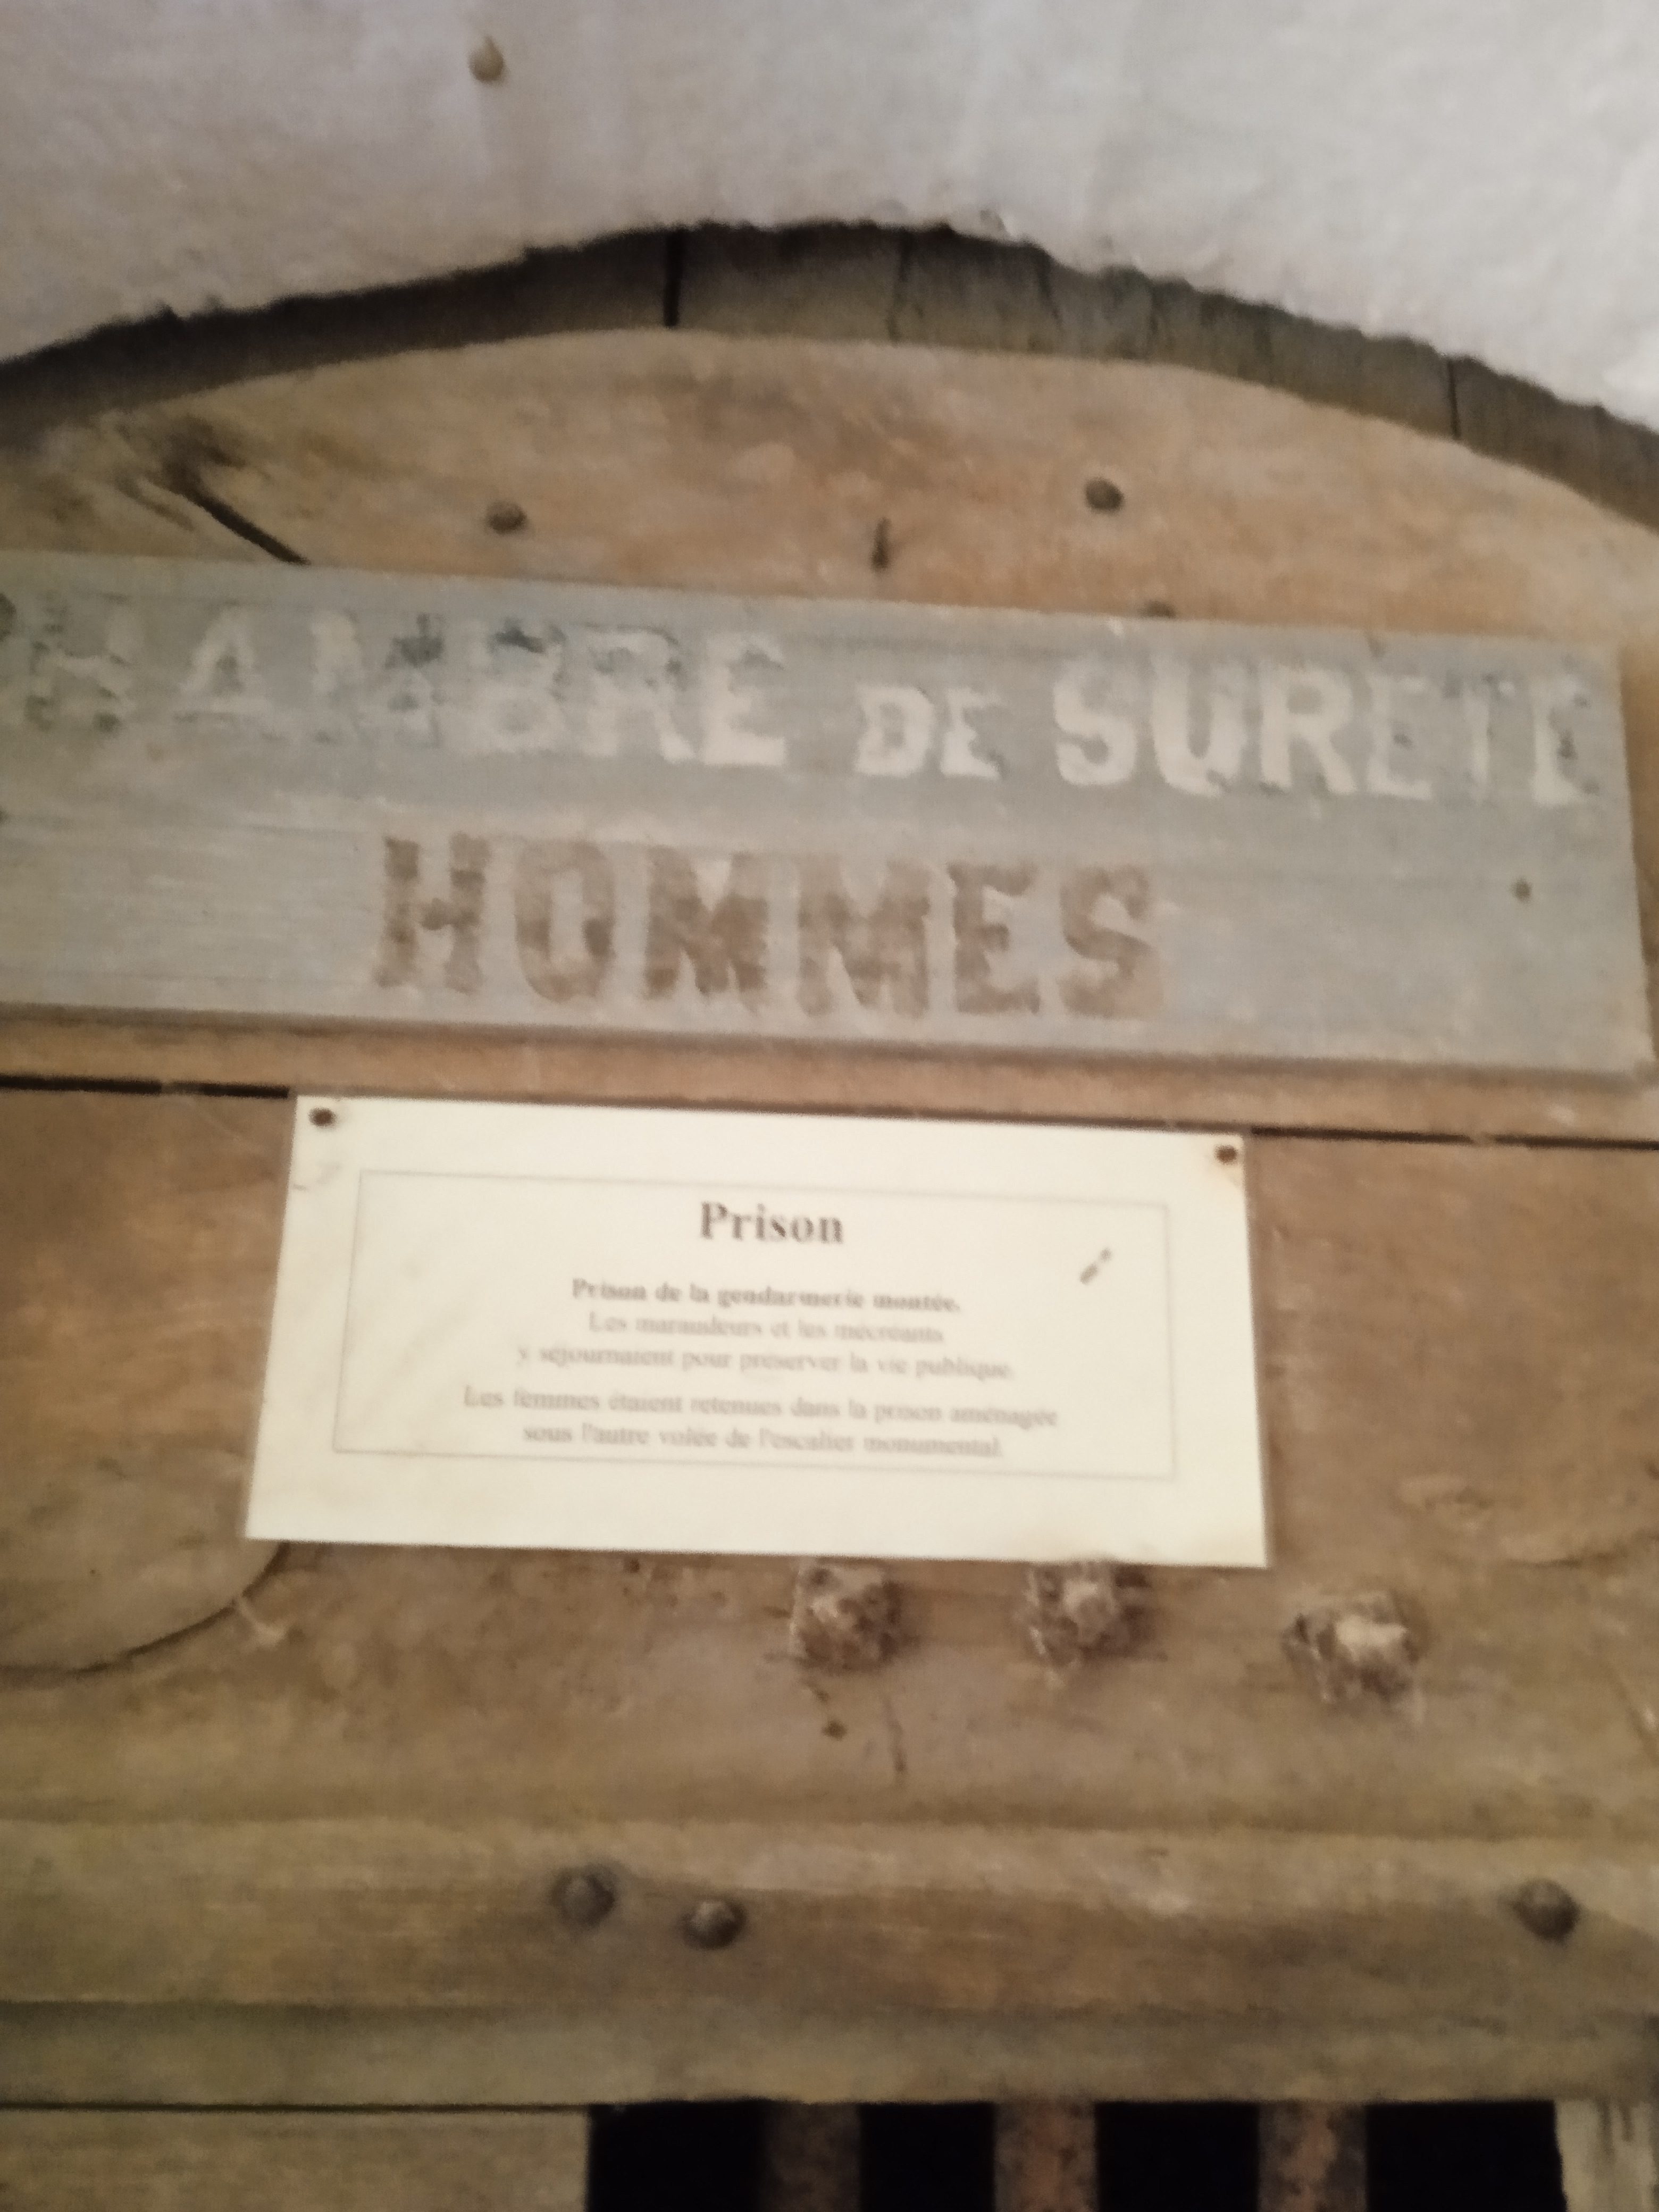 HAMBRE DE SURETE
HOMMES
Prison
Prison de la gendarmerie montée.
Les maraudeurs et les mécréants
y séjournaient pour préserver la vie publique.
Les femmes étaient retenues dans la prison aménagée
sous l'autre volée de l'escalier monumental.